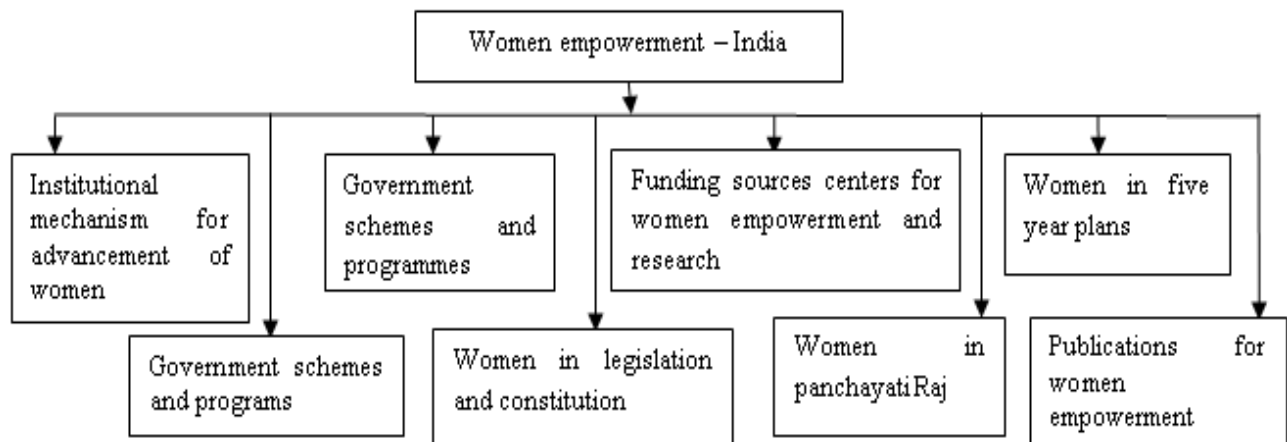 Women empowerment – India
Institutional
mechanism for
advancement of
women
Government
schemes and
programmes
Funding sources centers for
women empowerment and
research
Women in five
year plans
Government schemes
and programs
Women in legislation
and constitution
Women in
panchayati Raj
Publications for
women
empowerment